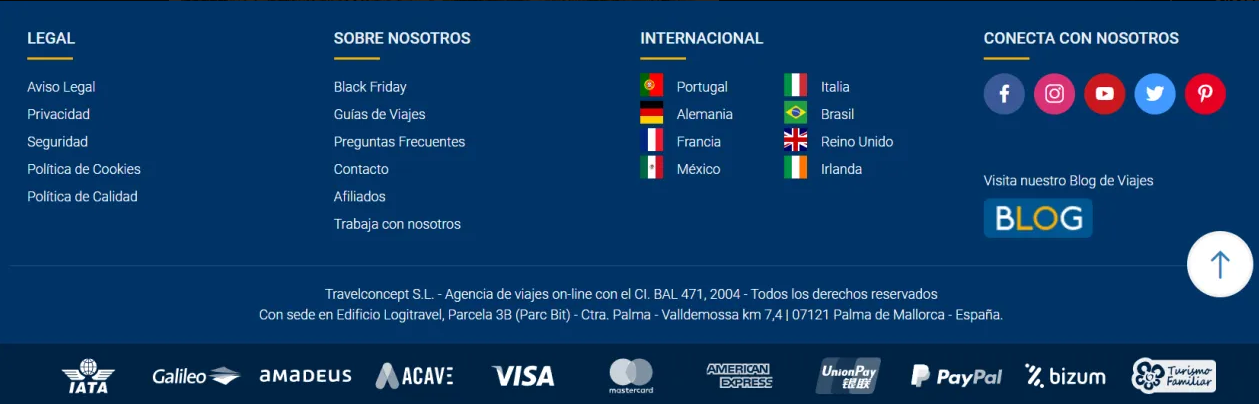 LEGAL
Aviso Legal
Privacidad
Seguridad
Política de Cookies
Política de Calidad
SOBRE NOSOTROS
Black Friday
Guías de Viajes
Preguntas Frecuentes
Contacto
Afiliados
Trabaja con nosotros
INTERNACIONAL
Portugal
Alemania
Francia
México
Italia
Brasil
Reino Unido
Irlanda
CONECTA CON NOSOTROS
Visita nuestro Blog de Viajes
BLOG
Travelconcept S.L. - Agencia de viajes on-line con el CI. BAL 471, 2004 - Todos los derechos reservados
Con sede en Edificio Logitravel, Parcela 3B (Parc Bit) - Ctra. Palma - Valldemossa km 7,4 | 07121 Palma de Mallorca - España.
IATA
Galileo
amadeus
ACAVE
VISA
mastercard
AMERICAN
EXPRESS
UnionPay
银联
PayPal
bizum
Turismo
Familiar